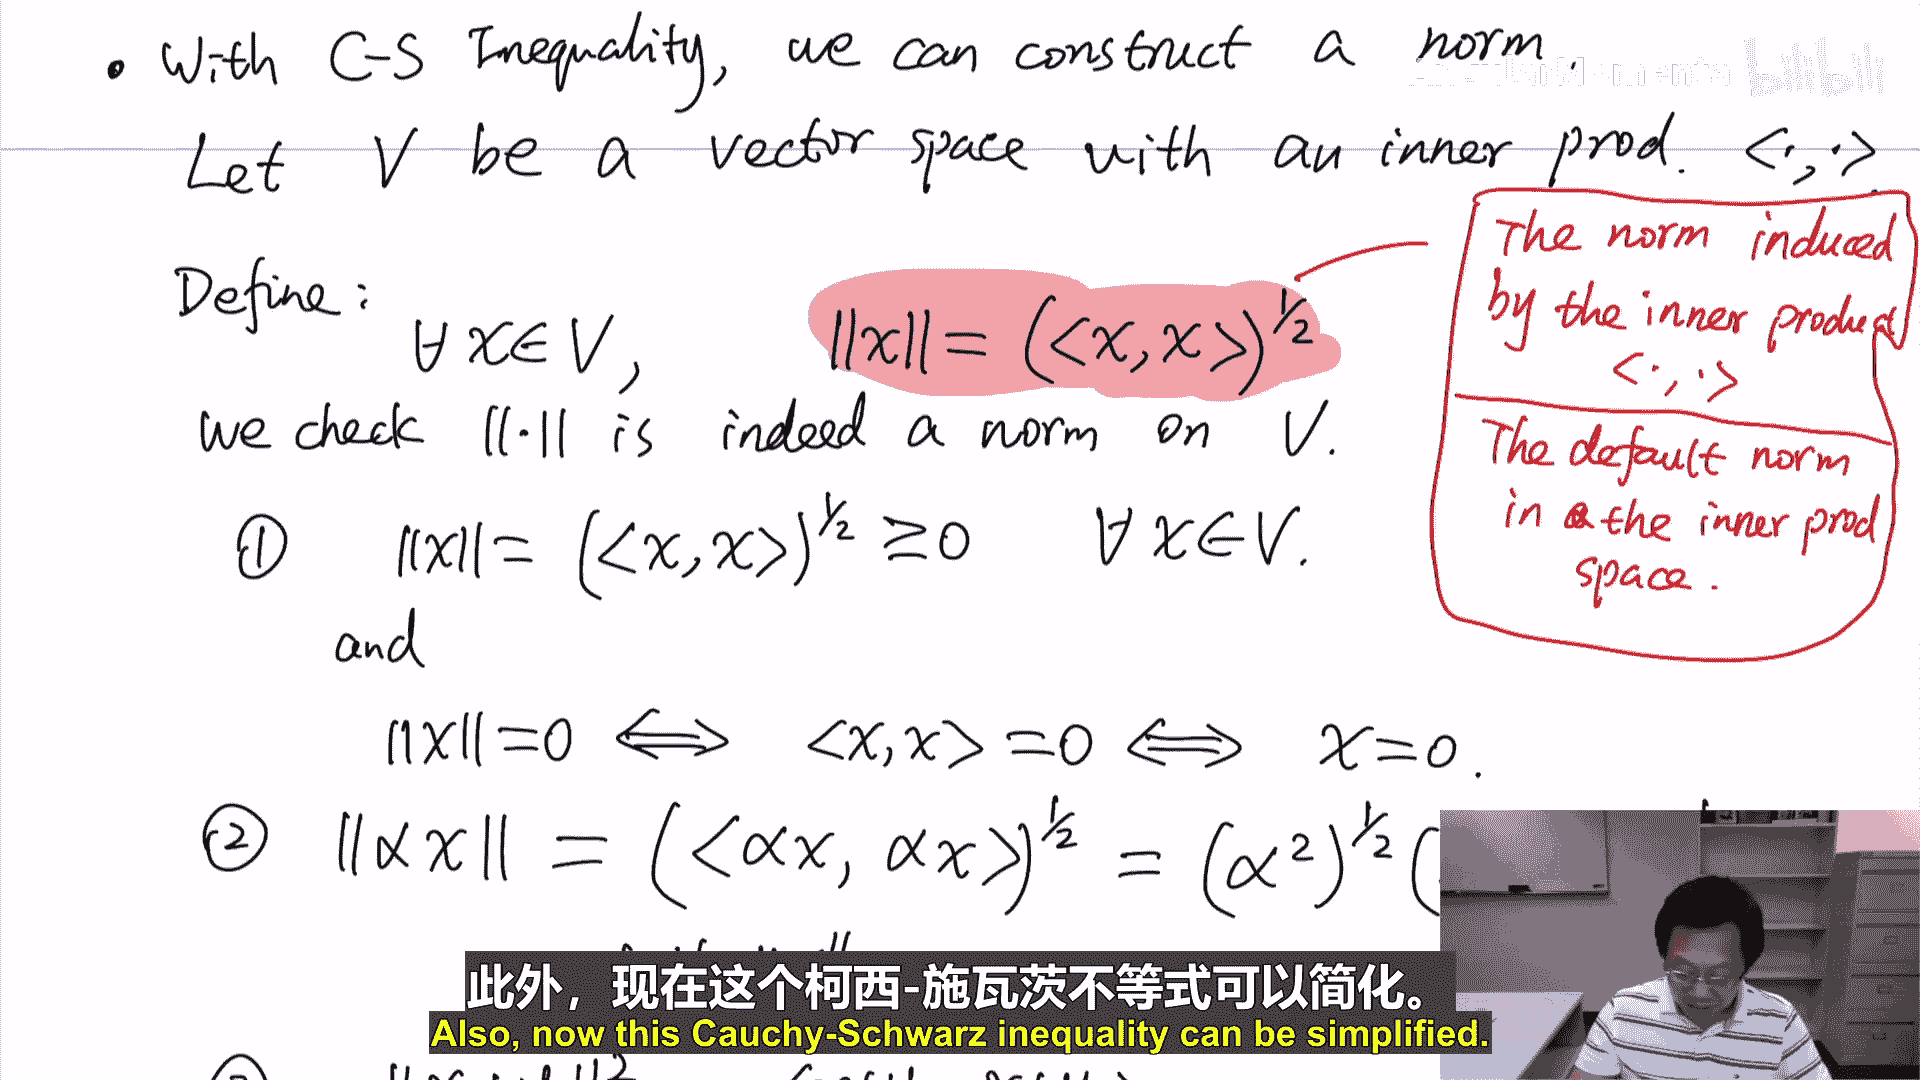 • With C-S Inequality, we can construct a norm.
bilibili
Let V be a vector space with an inner prod. <·,·>.
Define:
∀ x∈V, ||x|| = (<x,x>)^{1/2}
The norm induced
by the inner product
<·,·>
The default norm
in the inner prod
space.
we check ||·|| is indeed a norm on V.
① ||x|| = (<x,x>)^{1/2} ≥0 ∀ x∈V.
and
||x||=0 ⟺ <x,x> =0 ⟺ x=0.
② ||αx|| = (<αx, αx>)^{1/2} = (α²)^{1/2} (
此外，现在这个柯西-施瓦茨不等式可以简化。
Also, now this Cauchy-Schwarz inequality can be simplified.